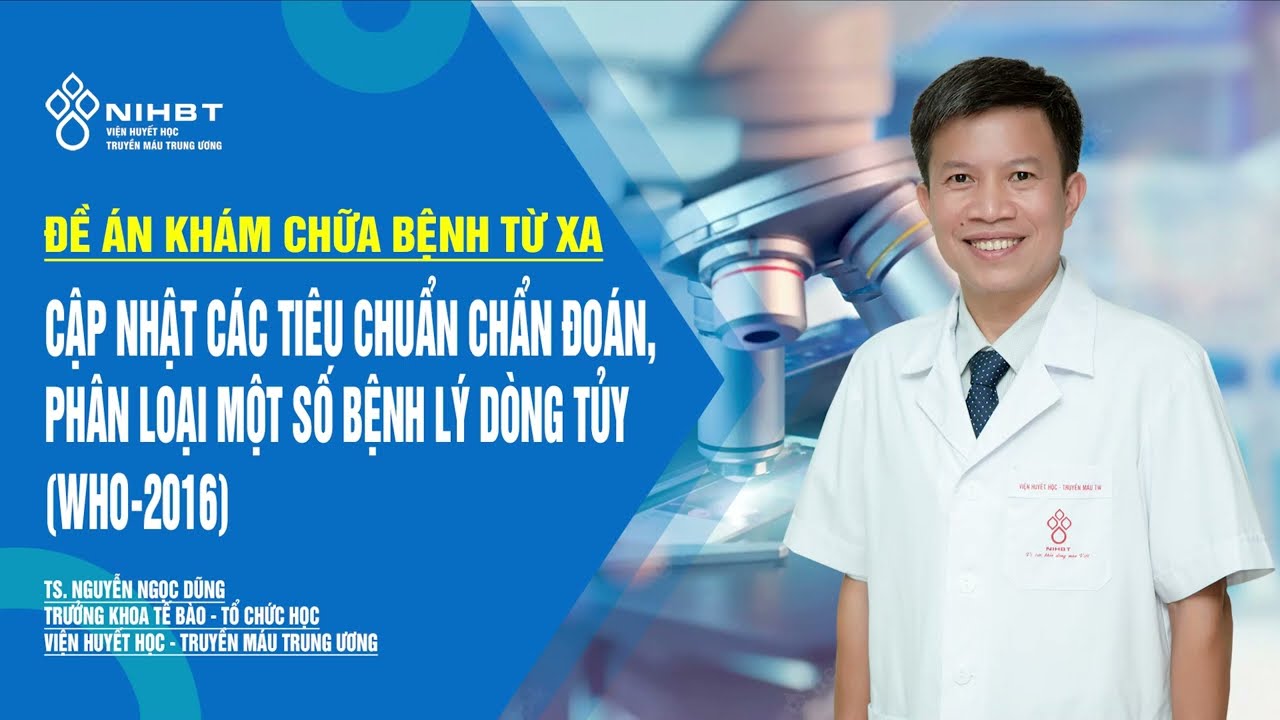 NIHBT
VIỆN HUYẾT HỌC
TRUYỀN MÁU TRUNG ƯƠNG
ĐỀ ÁN KHÁM CHỮA BỆNH TỪ XA
CẬP NHẬT CÁC TIÊU CHUẨN CHẨN ĐOÁN,
PHÂN LOẠI MỘT SỐ BỆNH LÝ DÒNG TỦY
(WHO-2016)
TS. NGUYỄN NGỌC DŨNG
TRƯỞNG KHOA TẾ BÀO - TỔ CHỨC HỌC
VIỆN HUYẾT HỌC - TRUYỀN MÁU TRUNG ƯƠNG
VIỆN HUYẾT HỌC - TRUYỀN MÁU TW
NIHBT